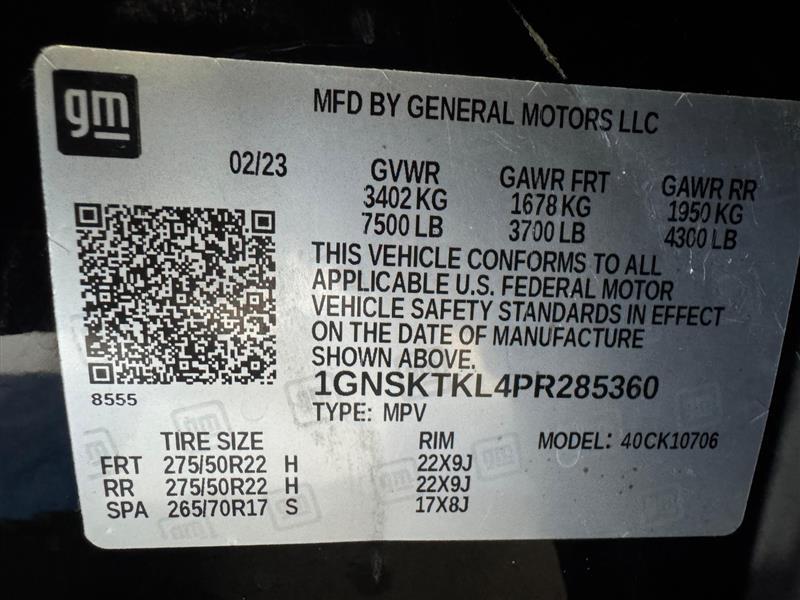 gm
MFD BY GENERAL MOTORS LLC
02/23
GVWR GAWR FRT GAWR RR
3402 KG 1678 KG 1950 KG
7500 LB 3700 LB 4300 LB
THIS VEHICLE CONFORMS TO ALL
APPLICABLE U.S. FEDERAL MOTOR
VEHICLE SAFETY STANDARDS IN EFFECT
ON THE DATE OF MANUFACTURE
SHOWN ABOVE.
8555
1GNSKTKL4PR285360
TYPE: MPV
TIRE SIZE RIM MODEL: 40CK10706
FRT 275/50R22 H 22X9J
RR 275/50R22 H 22X9J
SPA 265/70R17 S 17X8J